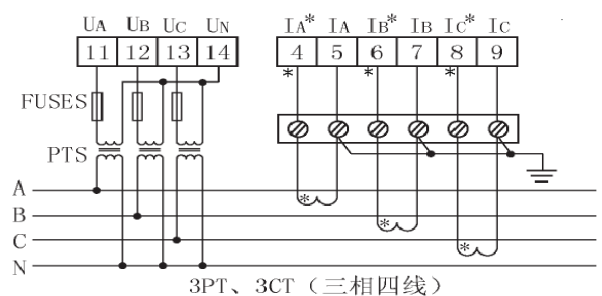 UA UB UC UN IA* IA IB* IB IC* IC
11 12 13 14 4 5 6 7 8 9
* * *
FUSES
PTS
A
* 
B
*
C
*
N
3PT、3CT（三相四线）